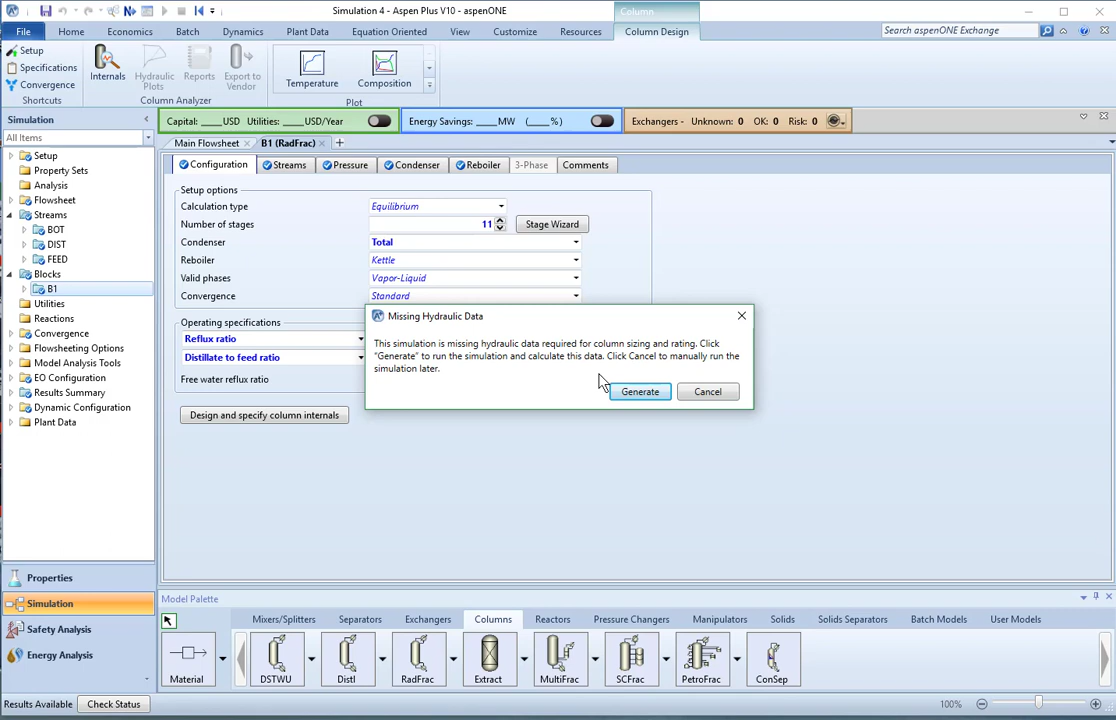 Simulation 4 - Aspen Plus V10 - aspenONE
Column
File Home Economics Batch Dynamics Plant Data Equation Oriented View Customize Resources Column Design
Search aspenONE Exchange
Setup
Specifications
Convergence
Shortcuts
Internals
Hydraulic Plots
Reports
Export to Vendor
Column Analyzer
Temperature
Composition
Plot
Simulation
All Items
Capital: ____USD Utilities: ____USD/Year
Energy Savings: ____MW (____%)
Exchangers - Unknown: 0 OK: 0 Risk: 0
Main Flowsheet
B1 (RadFrac)
Setup
Property Sets
Analysis
Flowsheet
Streams
BOT
DIST
FEED
Blocks
B1
Utilities
Reactions
Convergence
Flowsheeting Options
Model Analysis Tools
EO Configuration
Results Summary
Dynamic Configuration
Plant Data
Configuration Streams Pressure Condenser Reboiler 3-Phase Comments
Setup options
Calculation type Equilibrium
Number of stages 11 Stage Wizard
Condenser Total
Reboiler Kettle
Valid phases Vapor-Liquid
Convergence Standard
Operating specifications
Reflux ratio
Distillate to feed ratio
Free water reflux ratio
Design and specify column internals
Missing Hydraulic Data
This simulation is missing hydraulic data required for column sizing and rating. Click
"Generate" to run the simulation and calculate this data. Click Cancel to manually run the
simulation later.
Generate Cancel
Properties
Simulation
Safety Analysis
Energy Analysis
Model Palette
Mixers/Splitters Separators Exchangers Columns Reactors Pressure Changers Manipulators Solids Solids Separators Batch Models User Models
Material DSTWU Distl RadFrac Extract MultiFrac SCFrac PetroFrac ConSep
Results Available Check Status
100%